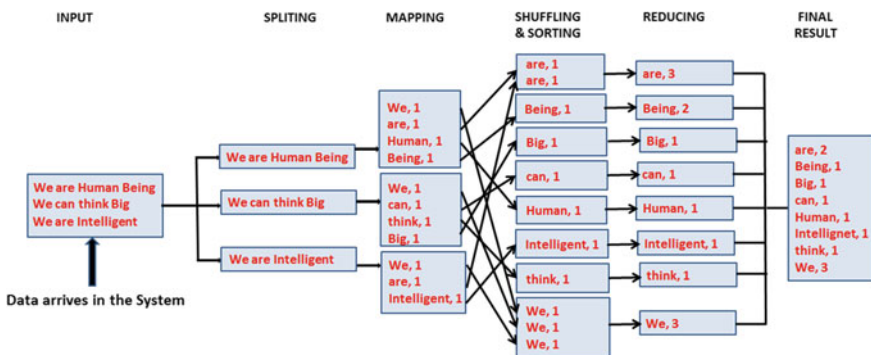 INPUT
SPLITING
MAPPING
SHUFFLING
& SORTING
REDUCING
FINAL
RESULT
We are Human Being
We can think Big
We are Intelligent
Data arrives in the System
We are Human Being
We can think Big
We are Intelligent
We, 1
are, 1
Human, 1
Being, 1
We, 1
can, 1
think, 1
Big, 1
We, 1
are, 1
Intelligent, 1
are, 1
are, 1
Being, 1
Big, 1
can, 1
Human, 1
Intelligent, 1
think, 1
We, 1
We, 1
We, 1
are, 3
Being, 2
Big, 1
can, 1
Human, 1
Intelligent, 1
think, 1
We, 3
are, 2
Being, 1
Big, 1
can, 1
Human, 1
Intellignet, 1
think, 1
We, 3